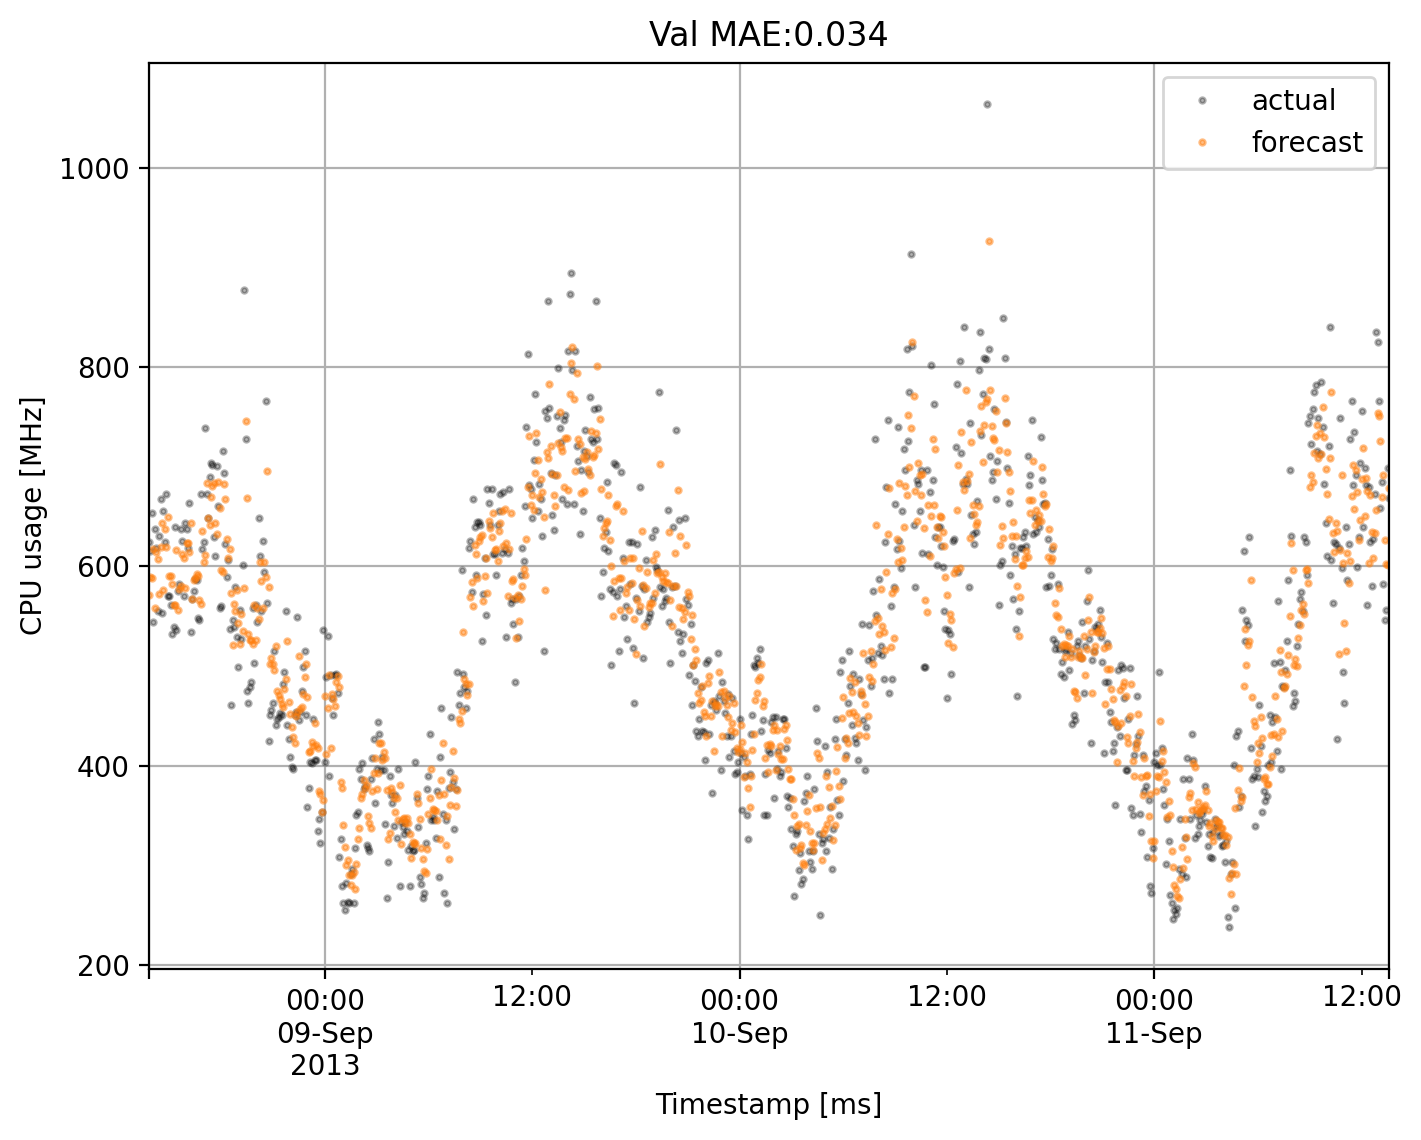 Val MAE:0.034
actual
forecast
1000
800
600
400
200
CPU usage [MHz]
00:00
12:00
00:00
12:00
00:00
12:00
09-Sep
10-Sep
11-Sep
2013
Timestamp [ms]